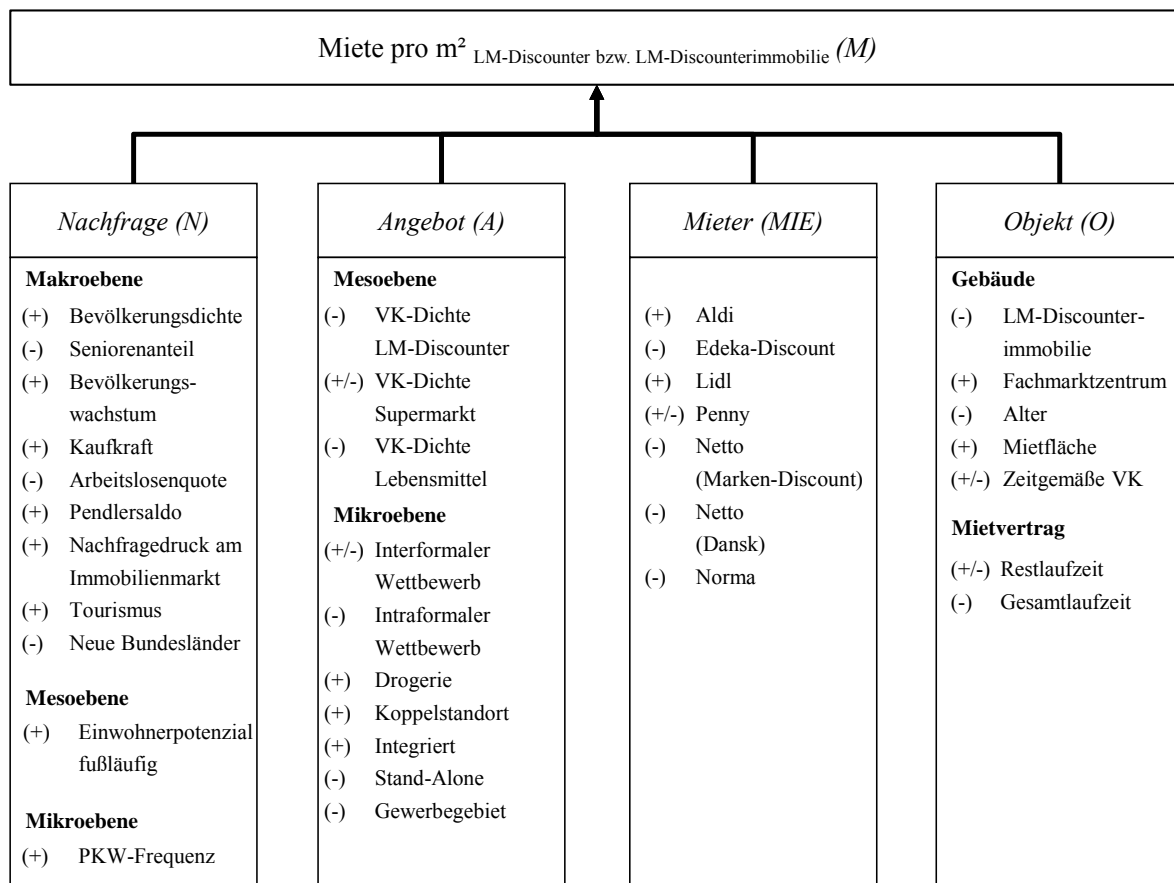 Miete pro m² LM-Discounter bzw. LM-Discounterimmobilie (M)
Nachfrage (N)
Makroebene
(+) Bevölkerungsdichte
(-) Seniorenanteil
(+) Bevölkerungs-
wachstum
(+) Kaufkraft
(-) Arbeitslosenquote
(+) Pendlersaldo
(+) Nachfragedruck am
Immobilienmarkt
(+) Tourismus
(-) Neue Bundesländer
Mesoebene
(+) Einwohnerpotenzial
fußläufig
Mikroebene
(+) PKW-Frequenz
Angebot (A)
Mesoebene
(-) VK-Dichte
LM-Discounter
(+/-) VK-Dichte
Supermarkt
(-) VK-Dichte
Lebensmittel
Mikroebene
(+/-) Interformaler
Wettbewerb
(-) Intraformaler
Wettbewerb
(+) Drogerie
(+) Koppelstandort
(+) Integriert
(-) Stand-Alone
(-) Gewerbegebiet
Mieter (MIE)
(+) Aldi
(-) Edeka-Discount
(+) Lidl
(+/-) Penny
(-) Netto
(Marken-Discount)
(-) Netto
(Dansk)
(-) Norma
Objekt (O)
Gebäude
(-) LM-Discounter-
immobilie
(+) Fachmarktzentrum
(-) Alter
(+) Mietfläche
(+/-) Zeitgemäße VK
Mietvertrag
(+/-) Restlaufzeit
(-) Gesamtlaufzeit